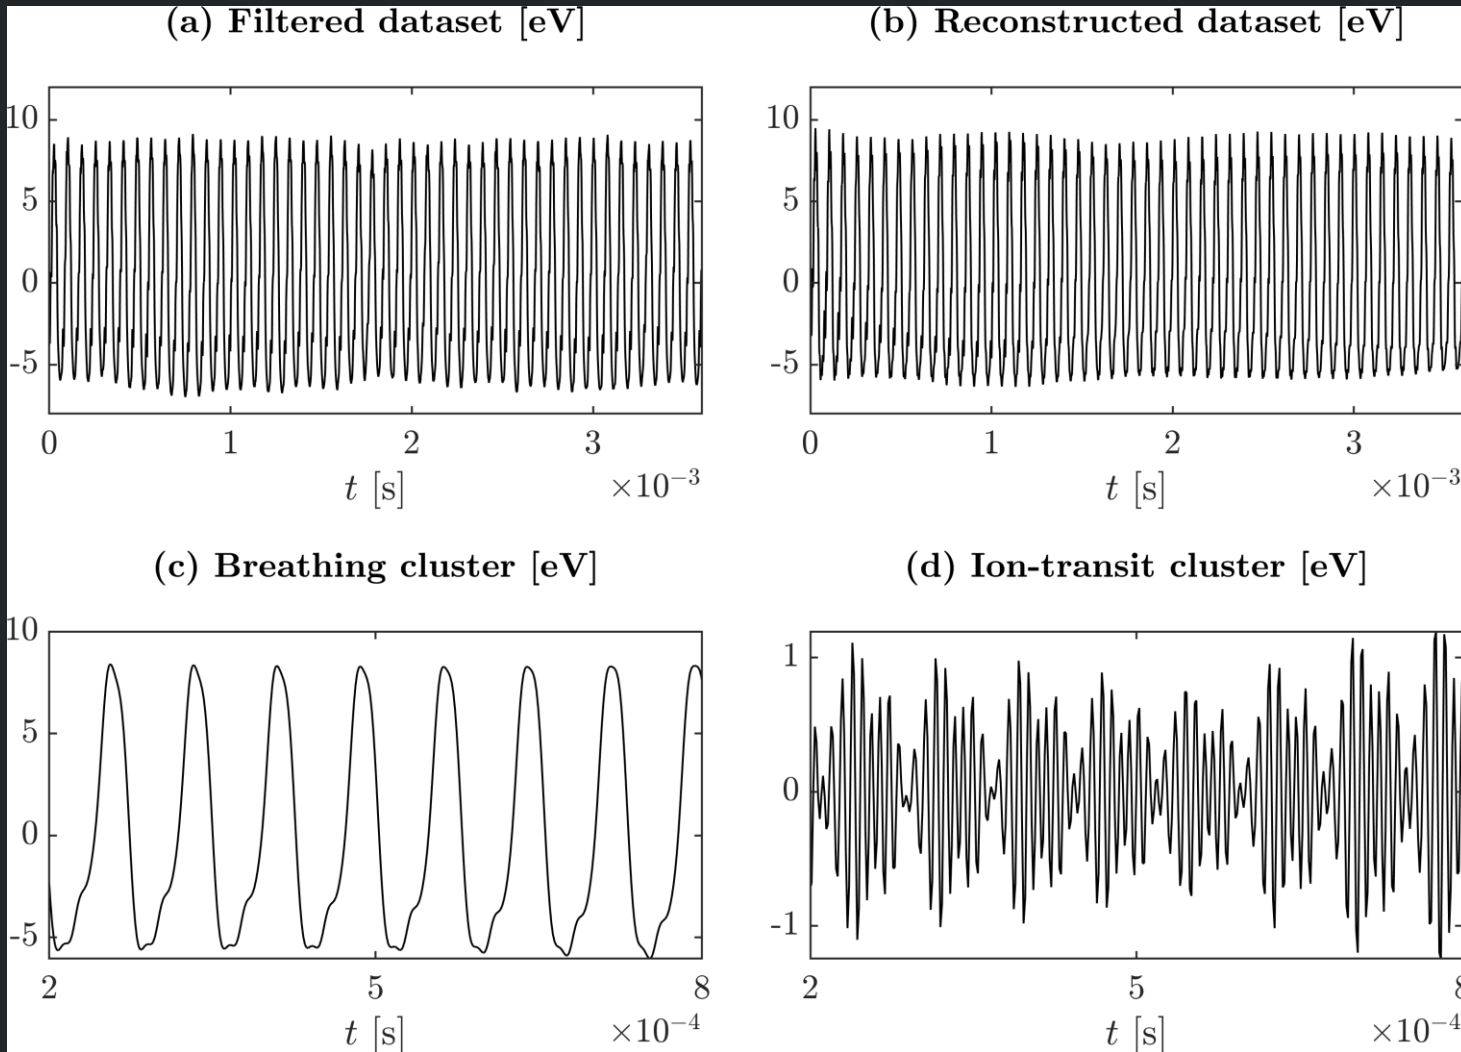 (a) Filtered dataset [eV]
(b) Reconstructed dataset [eV]
10
5
0
-5
0 1 2 3
t [s]
×10⁻³
10
5
0
-5
0 1 2 3
t [s]
×10⁻³
(c) Breathing cluster [eV]
(d) Ion-transit cluster [eV]
10
5
0
-5
2 5 8
t [s]
×10⁻⁴
1
0
-1
2 5 8
t [s]
×10⁻⁴